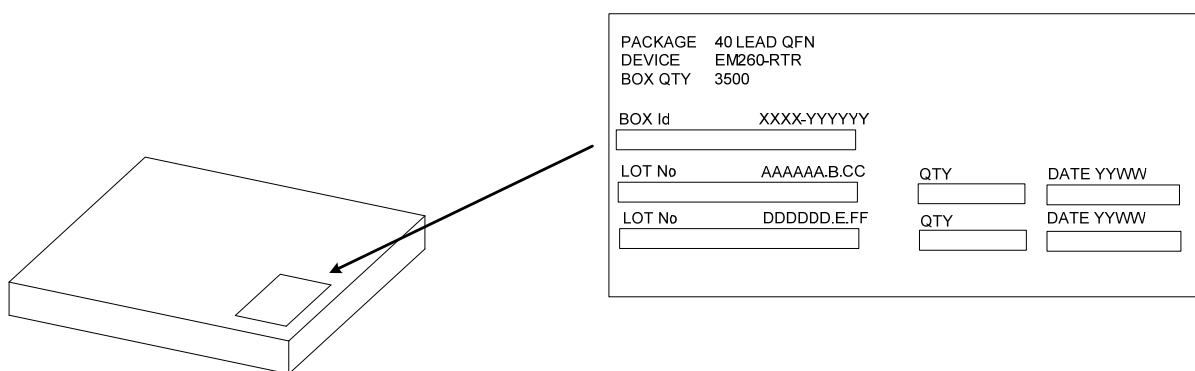 PACKAGE 40 LEAD QFN
DEVICE EM260-RTR
BOX QTY 3500
BOX Id XXXX-YYYYYY
LOT No AAAAAA.B.CC QTY DATE YYWW
LOT No DDDDDD.E.FF QTY DATE YYWW